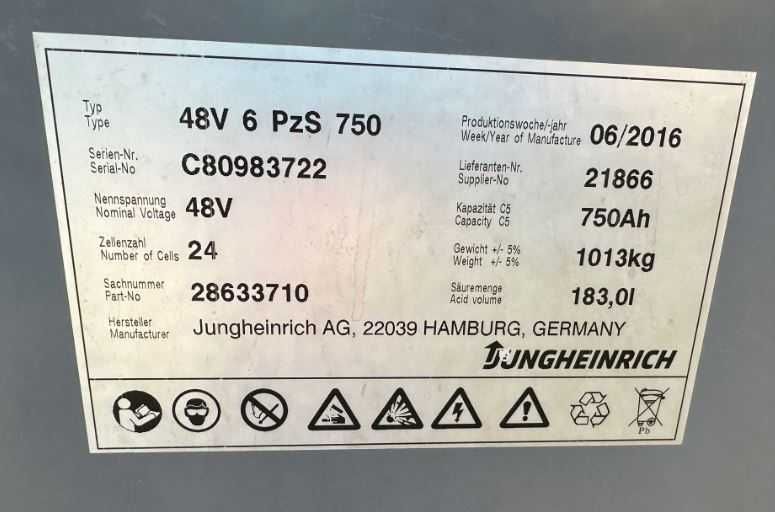 Typ
Type 48V 6 PzS 750
Produktionswoche/-jahr
Week/Year of Manufacture 06/2016
Serien-Nr.
Serial-No C80983722
Lieferanten-Nr.
Supplier-No 21866
Nennspannung
Nominal Voltage 48V
Kapazität C5
Capacity C5 750Ah
Zellenzahl
Number of Cells 24
Gewicht +/- 5%
Weight +/- 5% 1013kg
Sachnummer
Part-No 28633710
Säuremenge
Acid volume 183,0l
Hersteller
Manufacturer Jungheinrich AG, 22039 HAMBURG, GERMANY
JUNGHEINRICH
Pb